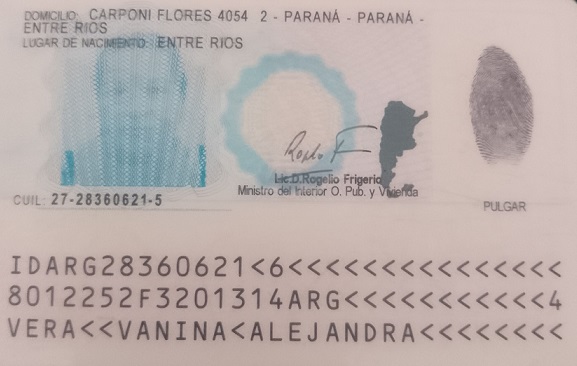 DOMICILIO: CARPONI FLORES 4054 2 - PARANÁ - PARANÁ -
ENTRE RIOS
LUGAR DE NACIMIENTO: ENTRE RIOS
Lic.D.Rogelio Frigerio
Ministro del Interior O. Pub. y Vivienda
CUIL: 27-28360621-5
PULGAR
IDARG28360621<6<<<<<<<<<<<<<<<
8012252F3201314ARG<<<<<<<<<<<4
VERA<<VANINA<ALEJANDRA<<<<<<<<